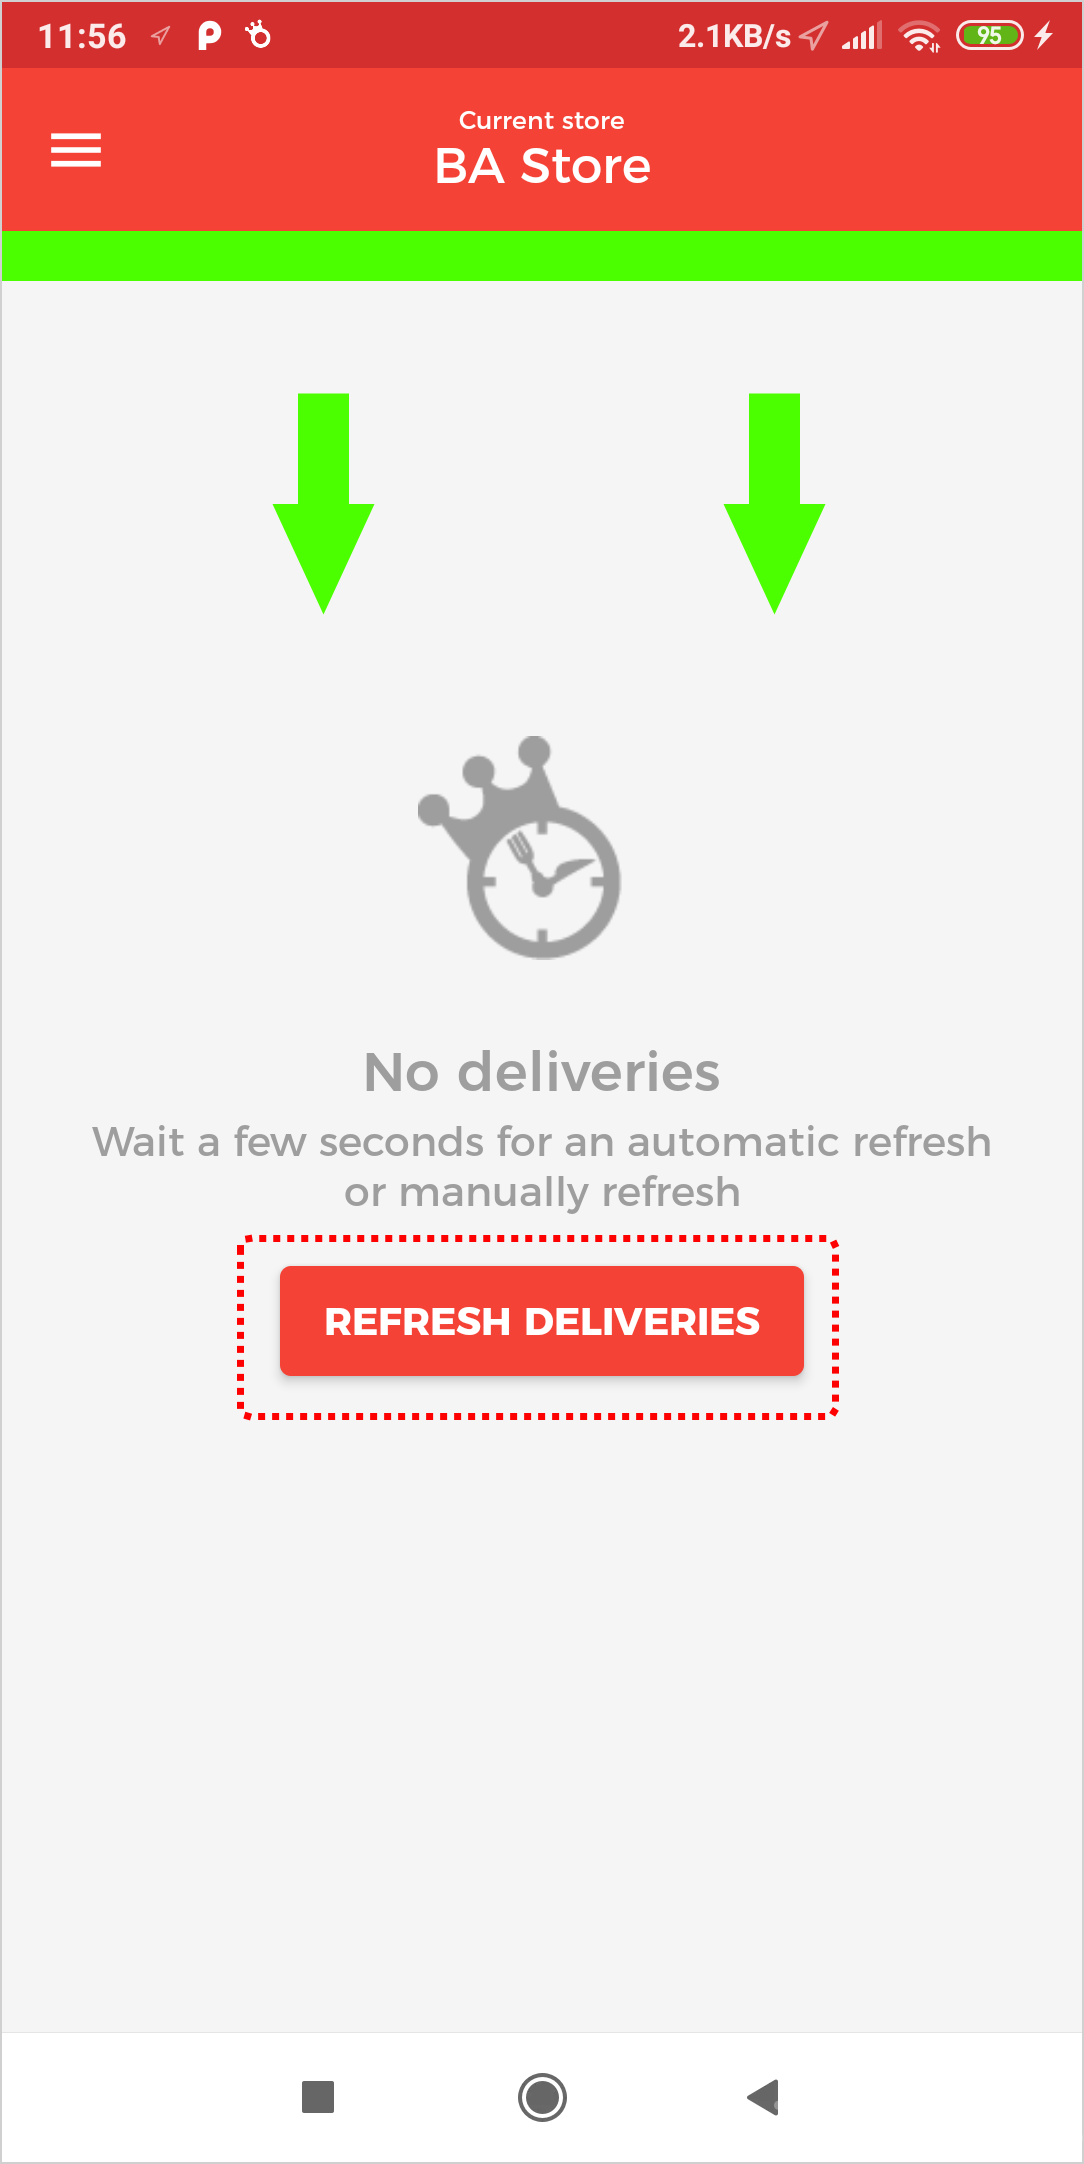 11:56 2.1KB/s 95
Current store
BA Store
No deliveries
Wait a few seconds for an automatic refresh
or manually refresh
REFRESH DELIVERIES